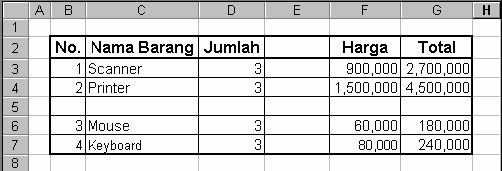 A B C D E F G H
1
2 No. Nama Barang Jumlah Harga Total
3 1 Scanner 3 900,000 2,700,000
4 2 Printer 3 1,500,000 4,500,000
5
6 3 Mouse 3 60,000 180,000
7 4 Keyboard 3 80,000 240,000
8